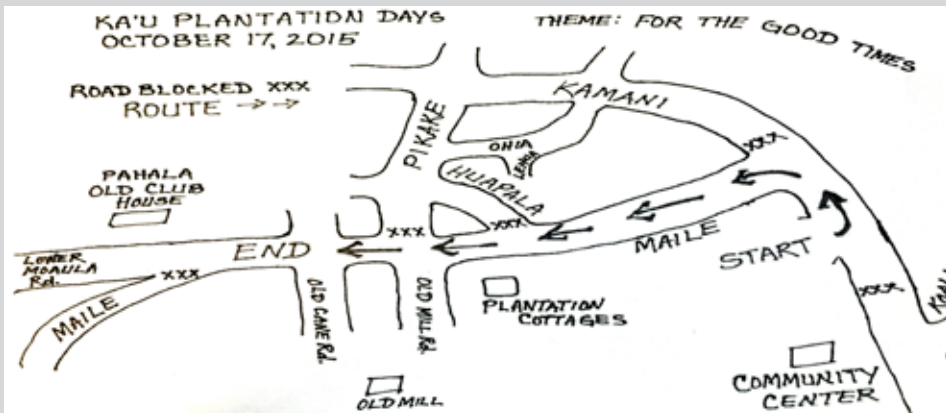 KA'U PLANTATION DAYS
OCTOBER 17, 2015
THEME: FOR THE GOOD TIMES
ROAD BLOCKED XXX
ROUTE →→
KAMANI
PIKAKE
OHIA
LEHUA
HUAPALA
XXX
PAHALA
OLD CLUB
HOUSE
XXX
XXX
MAILE
START
END
LOWER
MOAULA
Rd.
XXX
MAILE
OLD CANE Rd.
OLD MILL Rd.
PLANTATION
COTTAGES
XXX
OLD MILL
COMMUNITY
CENTER